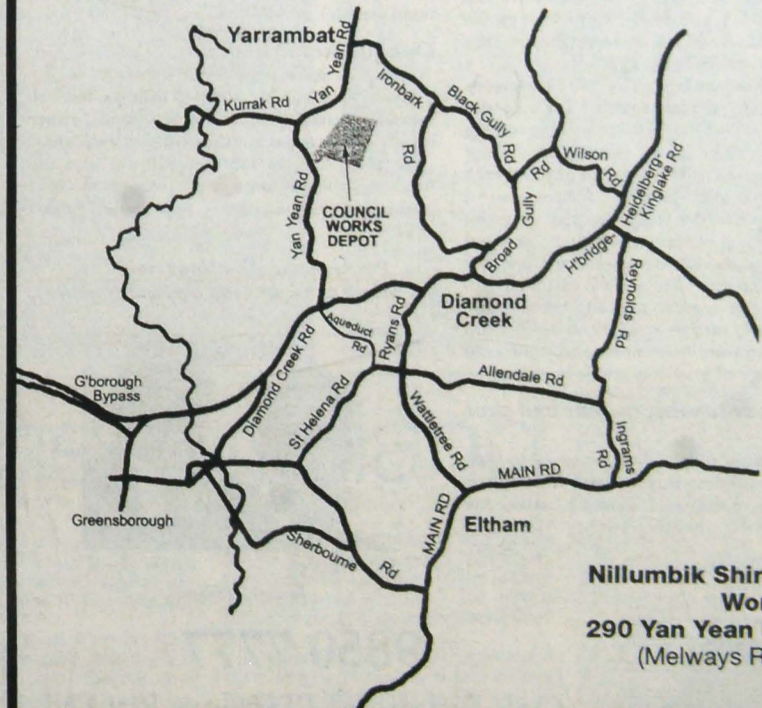 Yarrambat
Yan Yean Rd
Kurrak Rd
Ironbark Rd
Black Gully Rd
Wilson Rd
Heidelberg-
Kinglake Rd
COUNCIL
WORKS
DEPOT
Yan Yean Rd
Broad Gully Rd
H'bridge-
Reynolds Rd
Diamond
Creek
Aqueduct
Rd
Ryans Rd
Allendale Rd
G'borough
Bypass
Diamond Creek Rd
St Helena Rd
Wattletree Rd
Ingrams
Rd
MAIN RD
MAIN RD
Eltham
Greensborough
Sherbourne Rd
Nillumbik Shir
Wor
290 Yan Yean
(Melways R